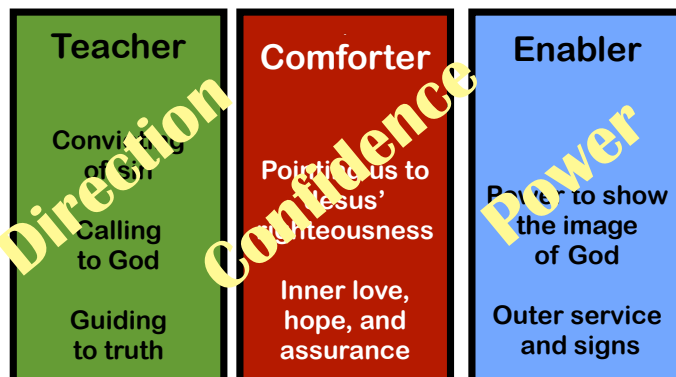 Teacher
Convicting
of sin
Calling
to God
Guiding
to truth
Direction
Comforter
Pointing us to
Jesus'
righteousness
Inner love,
hope, and
assurance
Confidence
Enabler
Power to show
the image
of God
Outer service
and signs
Power